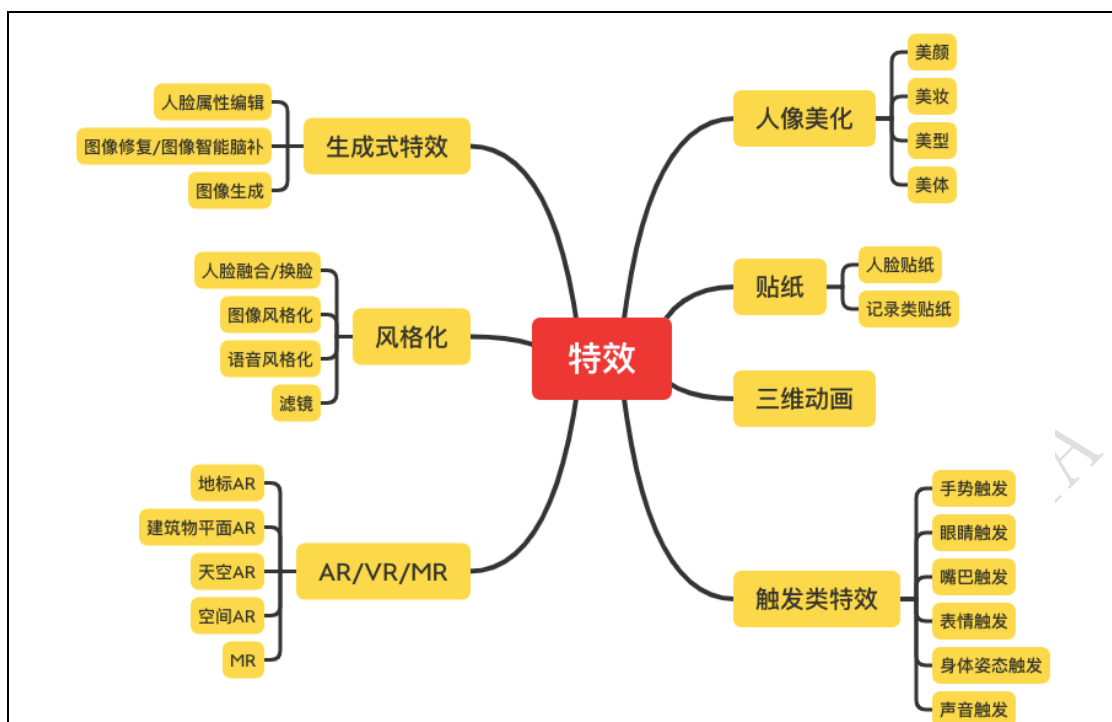 特效
生成式特效
人脸属性编辑
图像修复/图像智能脑补
图像生成
风格化
人脸融合/换脸
图像风格化
语音风格化
滤镜
AR/VR/MR
地标AR
建筑物平面AR
天空AR
空间AR
MR
人像美化
美颜
美妆
美型
美体
贴纸
人脸贴纸
记录类贴纸
三维动画
触发类特效
手势触发
眼睛触发
嘴巴触发
表情触发
身体姿态触发
声音触发